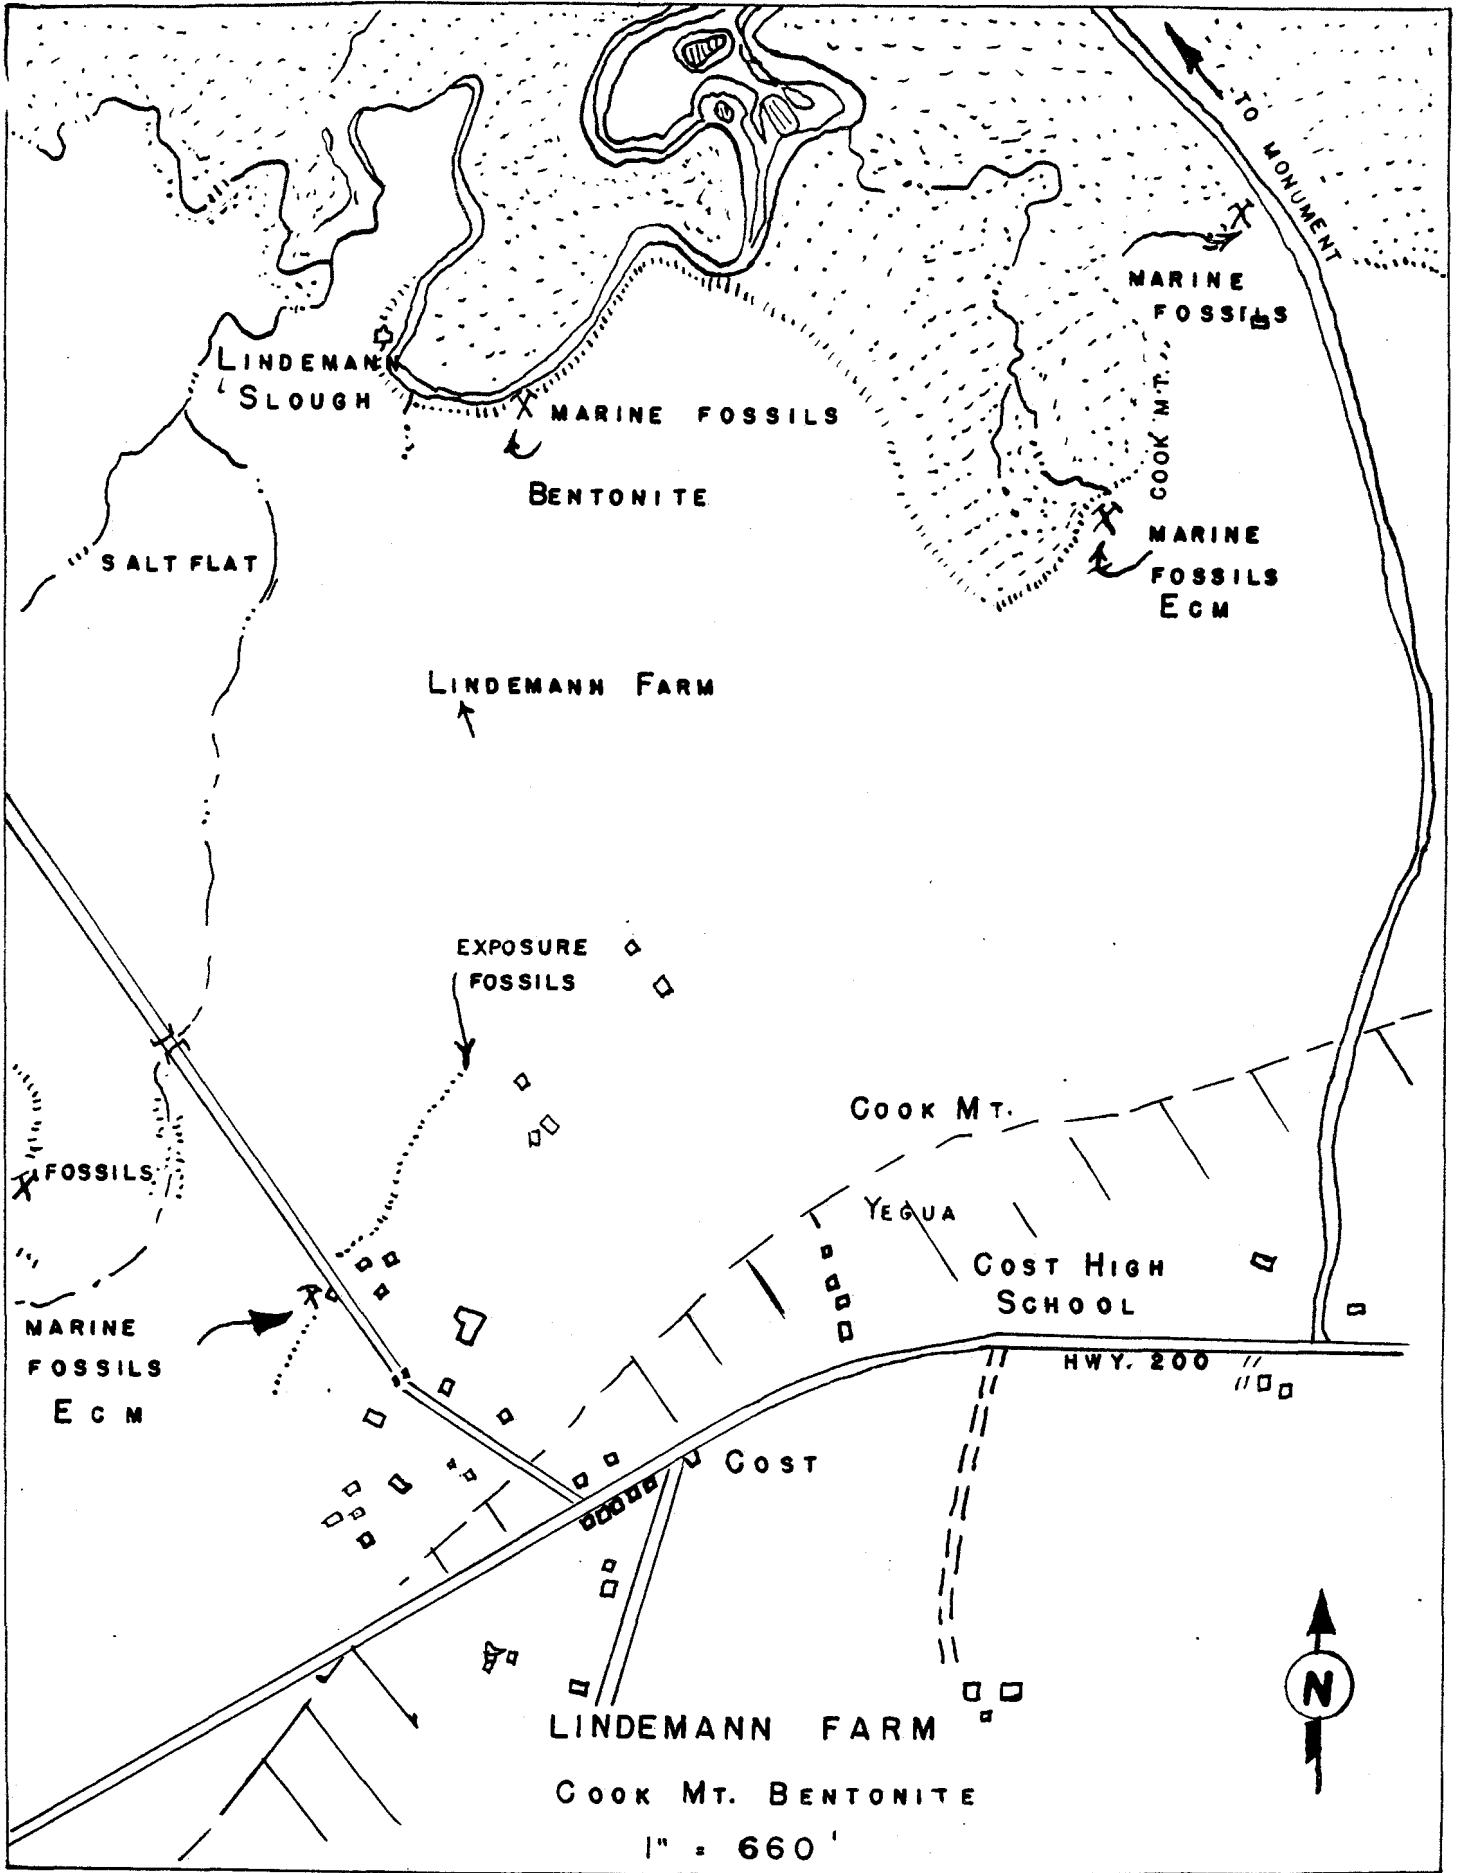 TO MONUMENT
MARINE
FOSSILS
LINDEMANN
SLOUGH
MARINE FOSSILS
BENTONITE
COOK MT.
MARINE
FOSSILS
ECM
SALT FLAT
LINDEMANN FARM
EXPOSURE
FOSSILS
COOK MT.
FOSSILS
YEGUA
COST HIGH
SCHOOL
MARINE
FOSSILS
ECM
HWY. 200
COST
N
LINDEMANN FARM
COOK MT. BENTONITE
1" = 660'